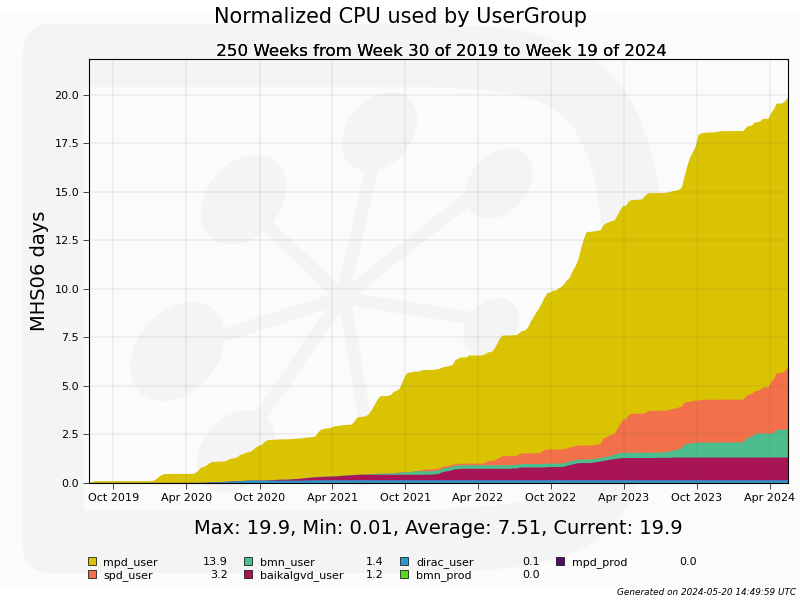 Normalized CPU used by UserGroup
250 Weeks from Week 30 of 2019 to Week 19 of 2024
MHS06 days
20.0
17.5
15.0
12.5
10.0
7.5
5.0
2.5
0.0
Oct 2019 Apr 2020 Oct 2020 Apr 2021 Oct 2021 Apr 2022 Oct 2022 Apr 2023 Oct 2023 Apr 2024
Max: 19.9, Min: 0.01, Average: 7.51, Current: 19.9
mpd_user 13.9 bmn_user 1.4 dirac_user 0.1 mpd_prod 0.0
spd_user 3.2 baikalgvd_user 1.2 bmn_prod 0.0
Generated on 2024-05-20 14:49:59 UTC